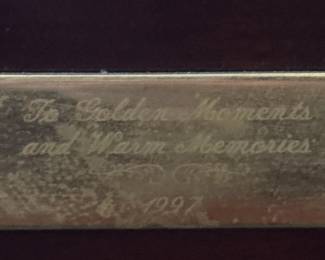 To Golden Moments
and Warm Memories
1997